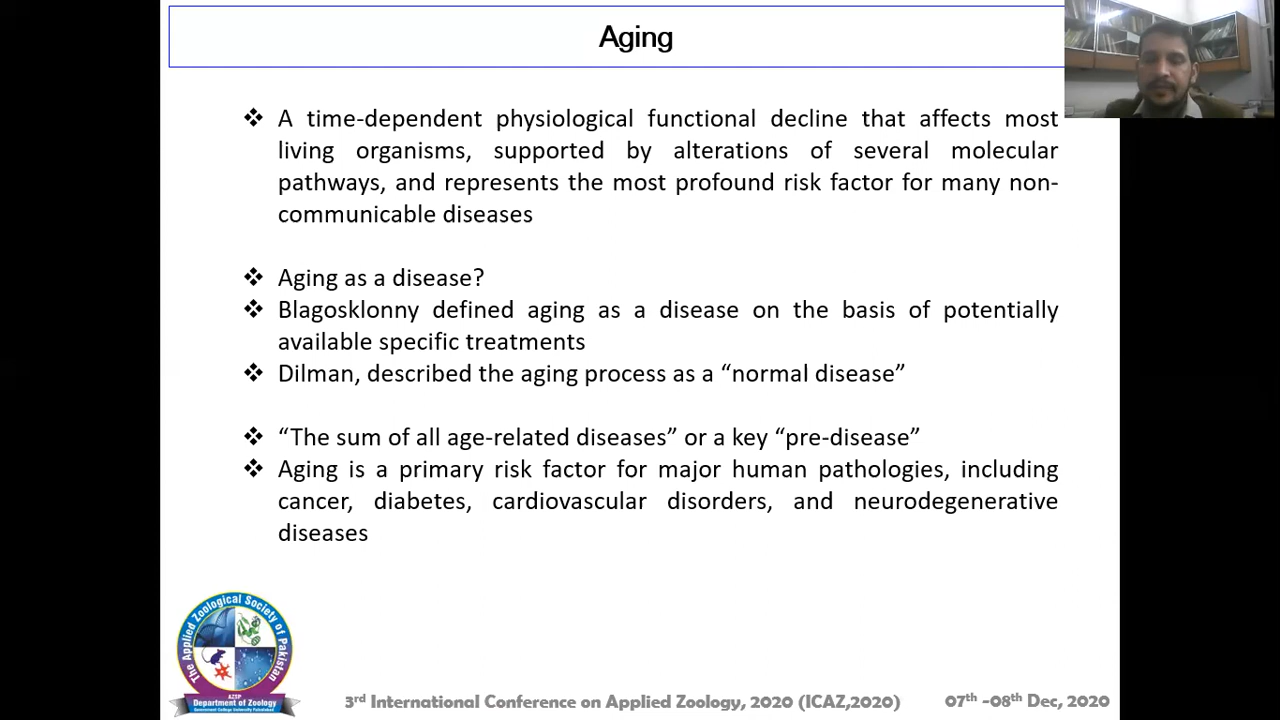 Aging
❖ A time-dependent physiological functional decline that affects most
living organisms, supported by alterations of several molecular
pathways, and represents the most profound risk factor for many non-
communicable diseases
❖ Aging as a disease?
❖ Blagosklonny defined aging as a disease on the basis of potentially
available specific treatments
❖ Dilman, described the aging process as a “normal disease”
❖ “The sum of all age-related diseases” or a key “pre-disease”
❖ Aging is a primary risk factor for major human pathologies, including
cancer, diabetes, cardiovascular disorders, and neurodegenerative
diseases
The Applied Zoological Society of Pakistan
AZSP
Department of Zoology
Government College University Faisalabad
3rd International Conference on Applied Zoology, 2020 (ICAZ,2020)
07th -08th Dec, 2020